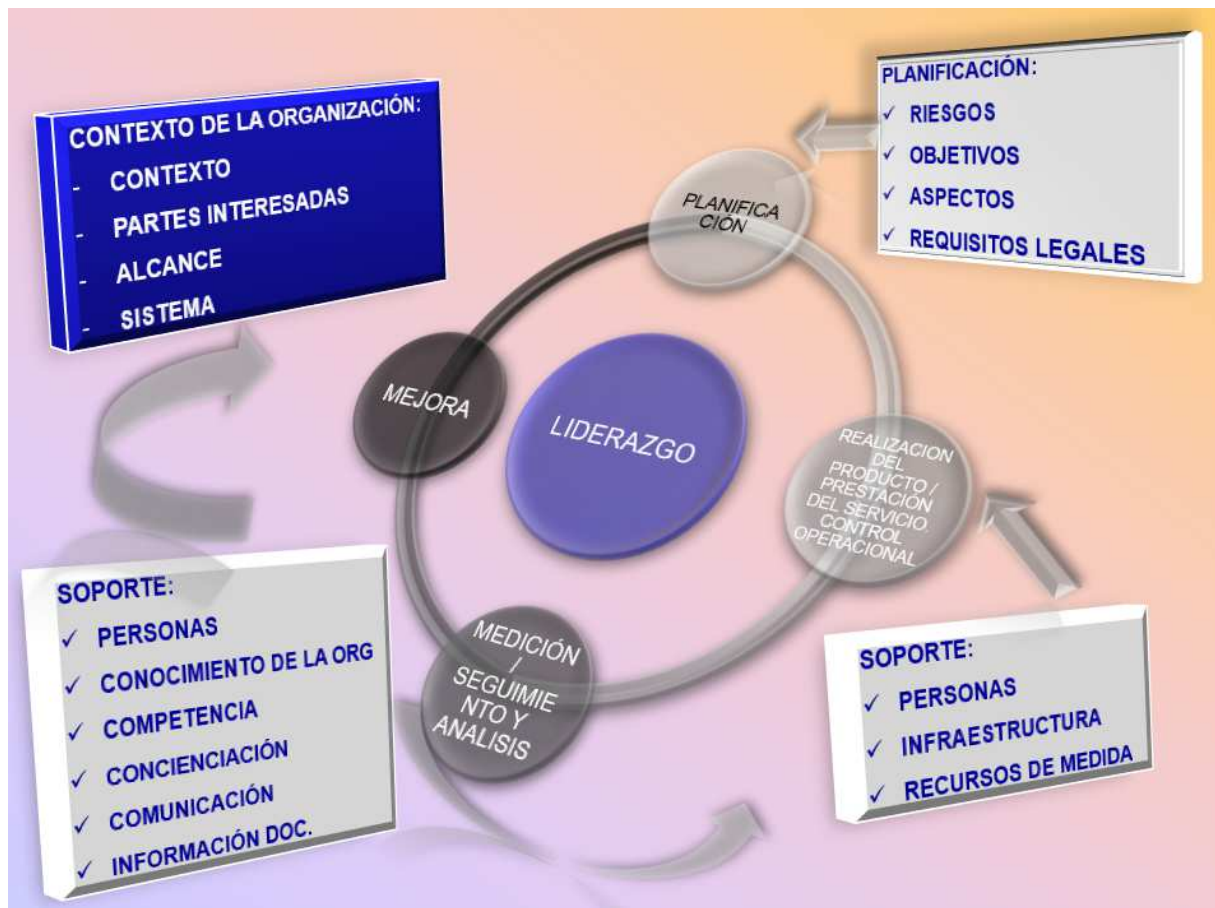 CONTEXTO DE LA ORGANIZACIÓN:
- CONTEXTO
- PARTES INTERESADAS
- ALCANCE
- SISTEMA
PLANIFICACIÓN:
✓ RIESGOS
✓ OBJETIVOS
✓ ASPECTOS
✓ REQUISITOS LEGALES
PLANIFICA
CIÓN
MEJORA
LIDERAZGO
REALIZACION
DEL
PRODUCTO /
PRESTACIÓN
DEL SERVICIO.
CONTROL
OPERACIONAL
MEDICIÓN
/
SEGUIMIE
NTO Y
ANALISIS
SOPORTE:
✓ PERSONAS
✓ CONOCIMIENTO DE LA ORG
✓ COMPETENCIA
✓ CONCIENCIACIÓN
✓ COMUNICACIÓN
✓ INFORMACIÓN DOC.
SOPORTE:
✓ PERSONAS
✓ INFRAESTRUCTURA
✓ RECURSOS DE MEDIDA